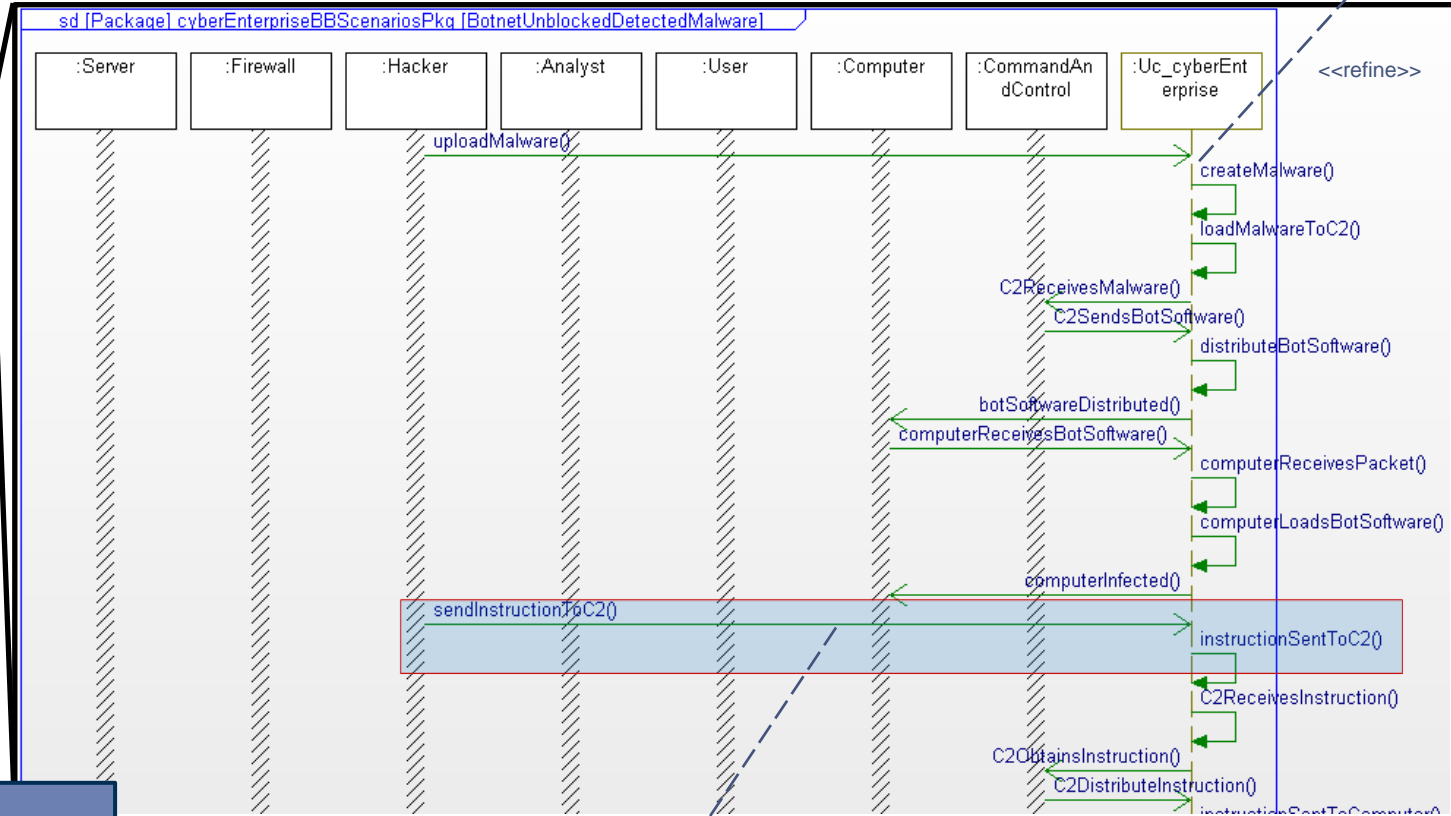 sd [Package] cyberEnterpriseBBScenariosPkg [BotnetUnblockedDetectedMalware]
:Server
:Firewall
:Hacker
:Analyst
:User
:Computer
:CommandAn
dControl
:Uc_cyberEnt
erprise
<<refine>>
uploadMalware()
createMalware()
loadMalwareToC2()
C2ReceivesMalware()
C2SendsBotSoftware()
distributeBotSoftware()
botSoftwareDistributed()
computerReceivesBotSoftware()
computerReceivesPacket()
computerLoadsBotSoftware()
computerInfected()
sendInstructionToC2()
instructionSentToC2()
C2ReceivesInstruction()
C2ObtainsInstruction()
C2DistributeInstruction()
instructionSentToComputer()